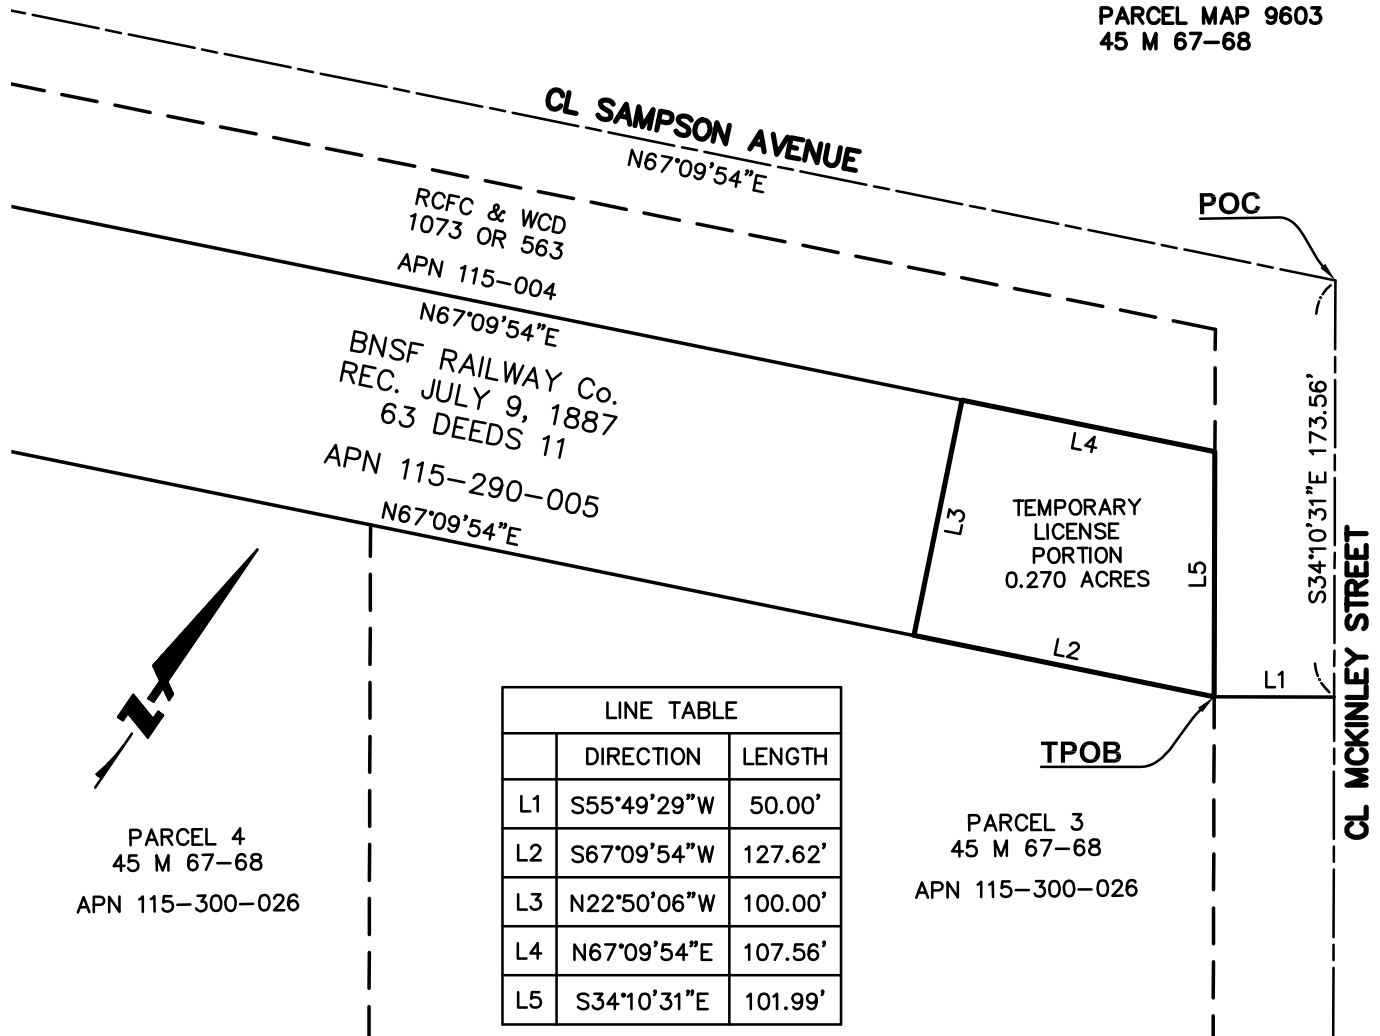 PARCEL MAP 9603
45 M 67-68
CL SAMPSON AVENUE
N67°09'54"E
POC
RCFC & WCD
1073 OR 563
APN 115-004
N67°09'54"E
BNSF RAILWAY Co.
REC. JULY 9, 1887
63 DEEDS 11
APN 115-290-005
N67°09'54"E
L4
L3
TEMPORARY
LICENSE
PORTION
0.270 ACRES
L5
S34°10'31"E 173.56'
CL MCKINLEY STREET
L2
L1
TPOB
N
LINE TABLE
DIRECTION LENGTH
L1 S55°49'29"W 50.00'
L2 S67°09'54"W 127.62'
L3 N22°50'06"W 100.00'
L4 N67°09'54"E 107.56'
L5 S34°10'31"E 101.99'
PARCEL 4
45 M 67-68
APN 115-300-026
PARCEL 3
45 M 67-68
APN 115-300-026